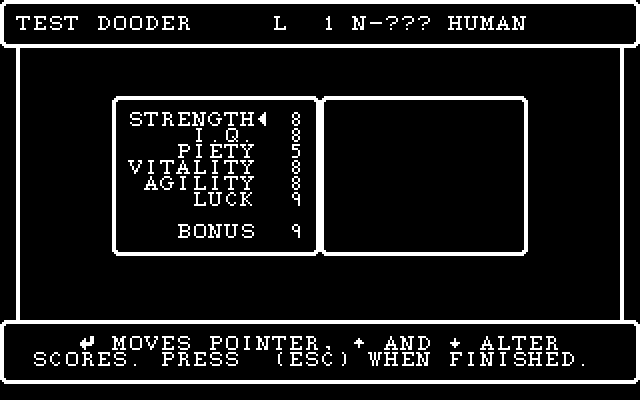 TEST DOODER L 1 N-??? HUMAN
STRENGTH◄ 8
I.Q. 8
PIETY 5
VITALITY 8
AGILITY 8
LUCK 9
BONUS 9
↵ MOVES POINTER, ↑ AND ↓ ALTER
SCORES. PRESS (ESC) WHEN FINISHED.